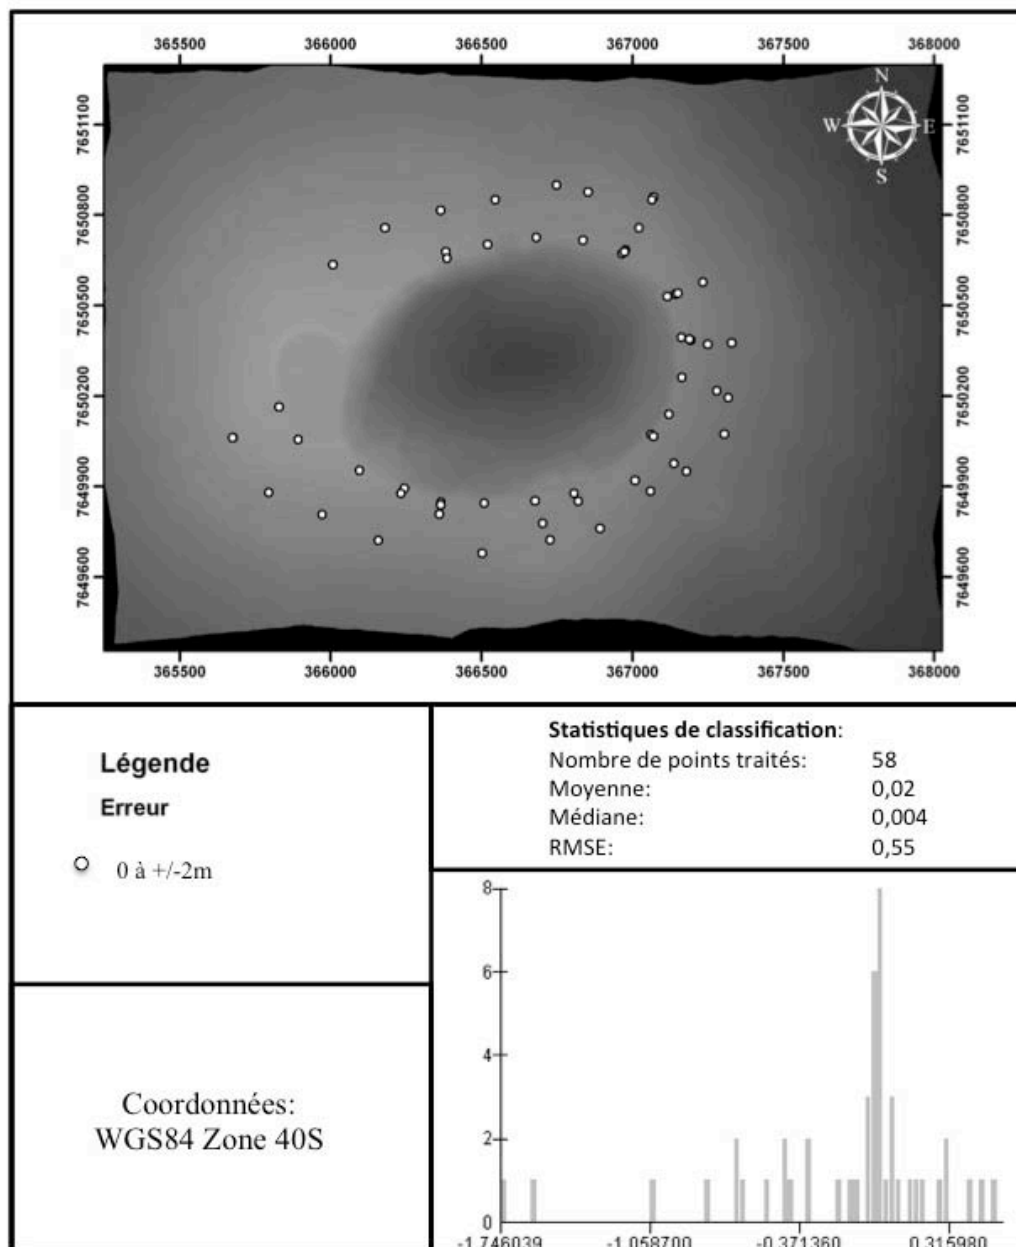 365500 366000 366500 367000 367500 368000
N
W E
S
7651100 7651100
7650800 7650800
7650500 7650500
7650200 7650200
7649900 7649900
7649600 7649600
365500 366000 366500 367000 367500 368000
Légende
Erreur
0 à +/-2m
Coordonnées:
WGS84 Zone 40S
Statistiques de classification:
Nombre de points traités: 58
Moyenne: 0,02
Médiane: 0,004
RMSE: 0,55
8
6
4
2
0
-1.746039 -1.058700 -0.371360 0.315980